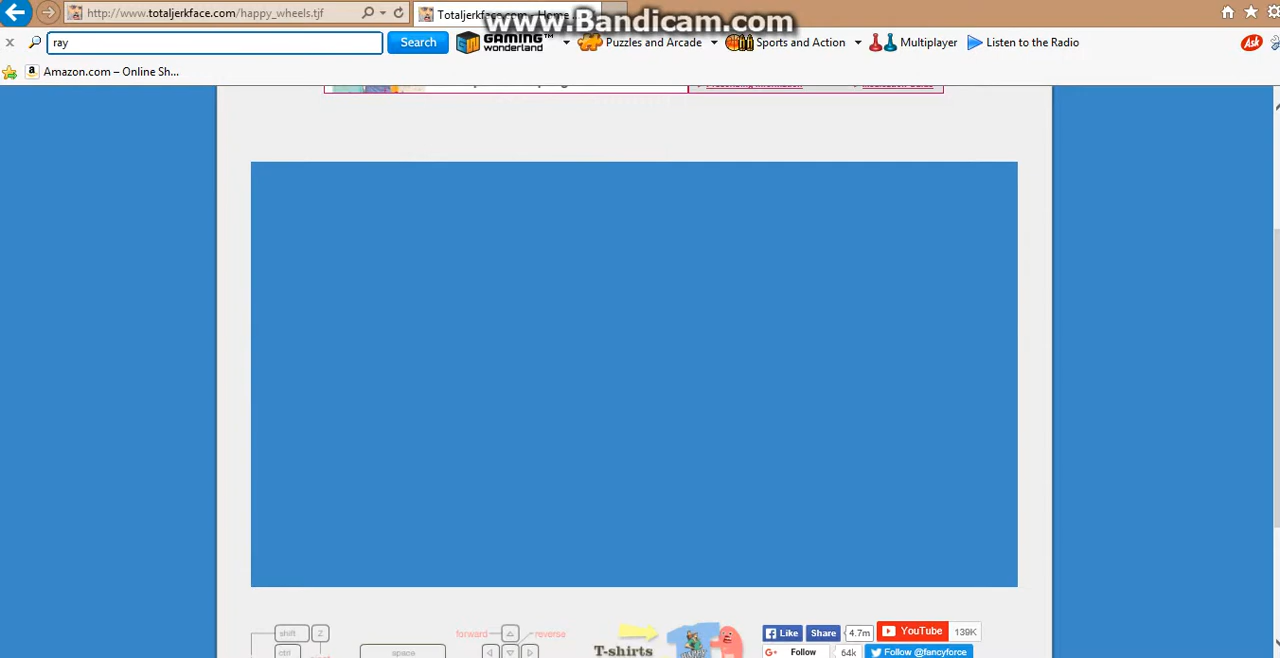 www.Bandicam.com
http://www.totaljerkface.com/happy_wheels.tjf
Totaljerkface.com - Home
ray
Search
GAMING wonderland™
Puzzles and Arcade
Sports and Action
Multiplayer
Listen to the Radio
Ask
a Amazon.com – Online Sh...
shift
Z
ctrl
space
forward
reverse
T-shirts
Like
Share
4.7m
YouTube
139K
G+ Follow
64k
Follow @fancyforce